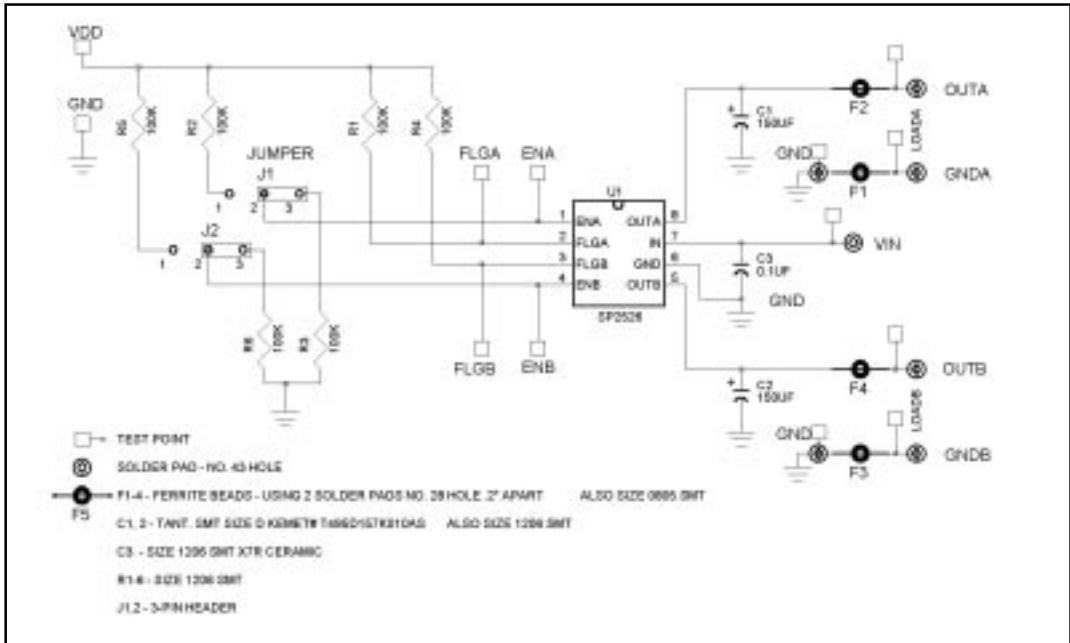 VDD
GND
R5
100K
R2
100K
R1
100K
R4
100K
JUMPER
J1
1
2
3
J2
1
2
FLGA
ENA
FLGB
ENB
R6
100K
R3
100K
U1
1
ENA
OUTA
8
2
FLGA
IN
7
3
FLGB
GND
6
4
ENB
OUTB
5
SP2526
+
C1
150UF
F2
OUTA
LOADA
GND
F1
GNDA
VIN
C3
0.1UF
GND
+
C2
150UF
F4
OUTB
LOADB
GND
F3
GNDB
TEST POINT
SOLDER PAD - NO. 43 HOLE
F5
F1-4 - FERRITE BEADS - USING 2 SOLDER PADS NO. 28 HOLE .2" APART ALSO SIZE 0805 SMT
C1, 2 - TANT. SMT SIZE D KEMET# ALSO SIZE 1206 SMT
C3 - SIZE 1206 SMT X7R CERAMIC
R1-6 - SIZE 1206 SMT
J1,2 - 3-PIN HEADER